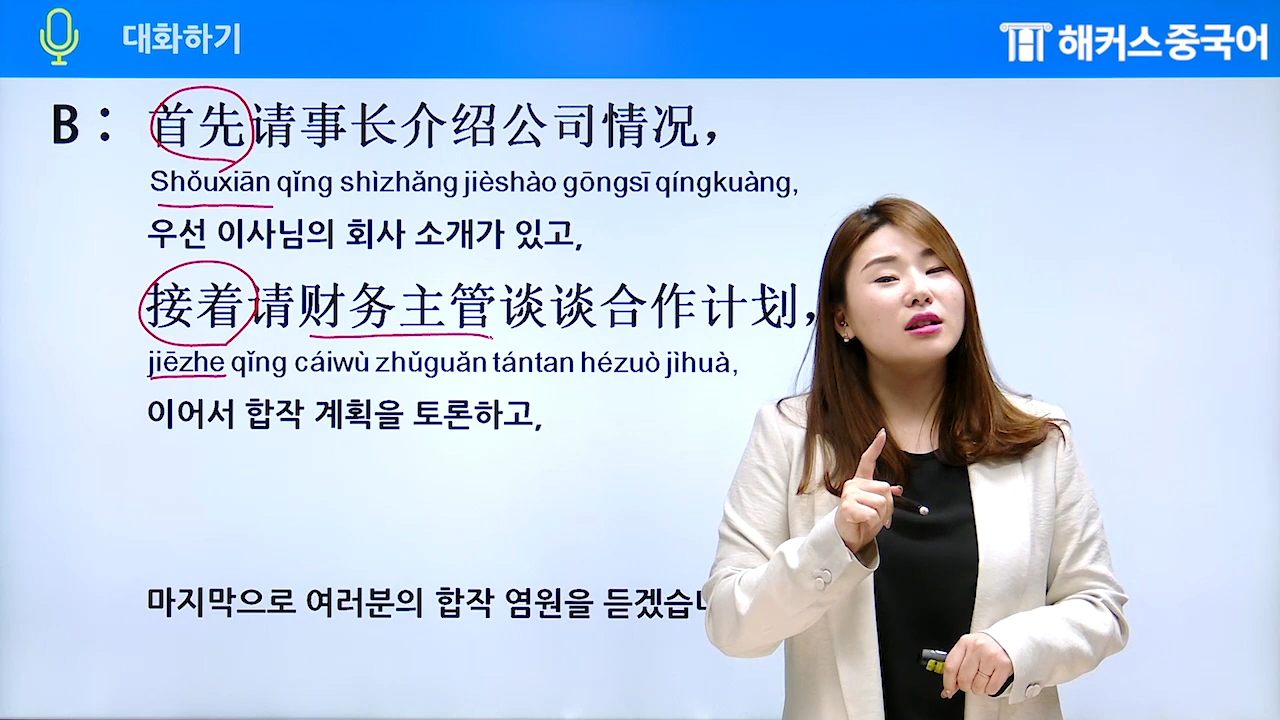 대화하기
해커스중국어
B : 首先请事长介绍公司情况,
Shǒuxiān qǐng shìzhǎng jièshào gōngsī qíngkuàng,
우선 이사님의 회사 소개가 있고,
接着请财务主管谈谈合作计划,
jiēzhe qǐng cáiwù zhǔguǎn tántan hézuò jìhuà,
이어서 합작 계획을 토론하고,
마지막으로 여러분의 합작 염원을